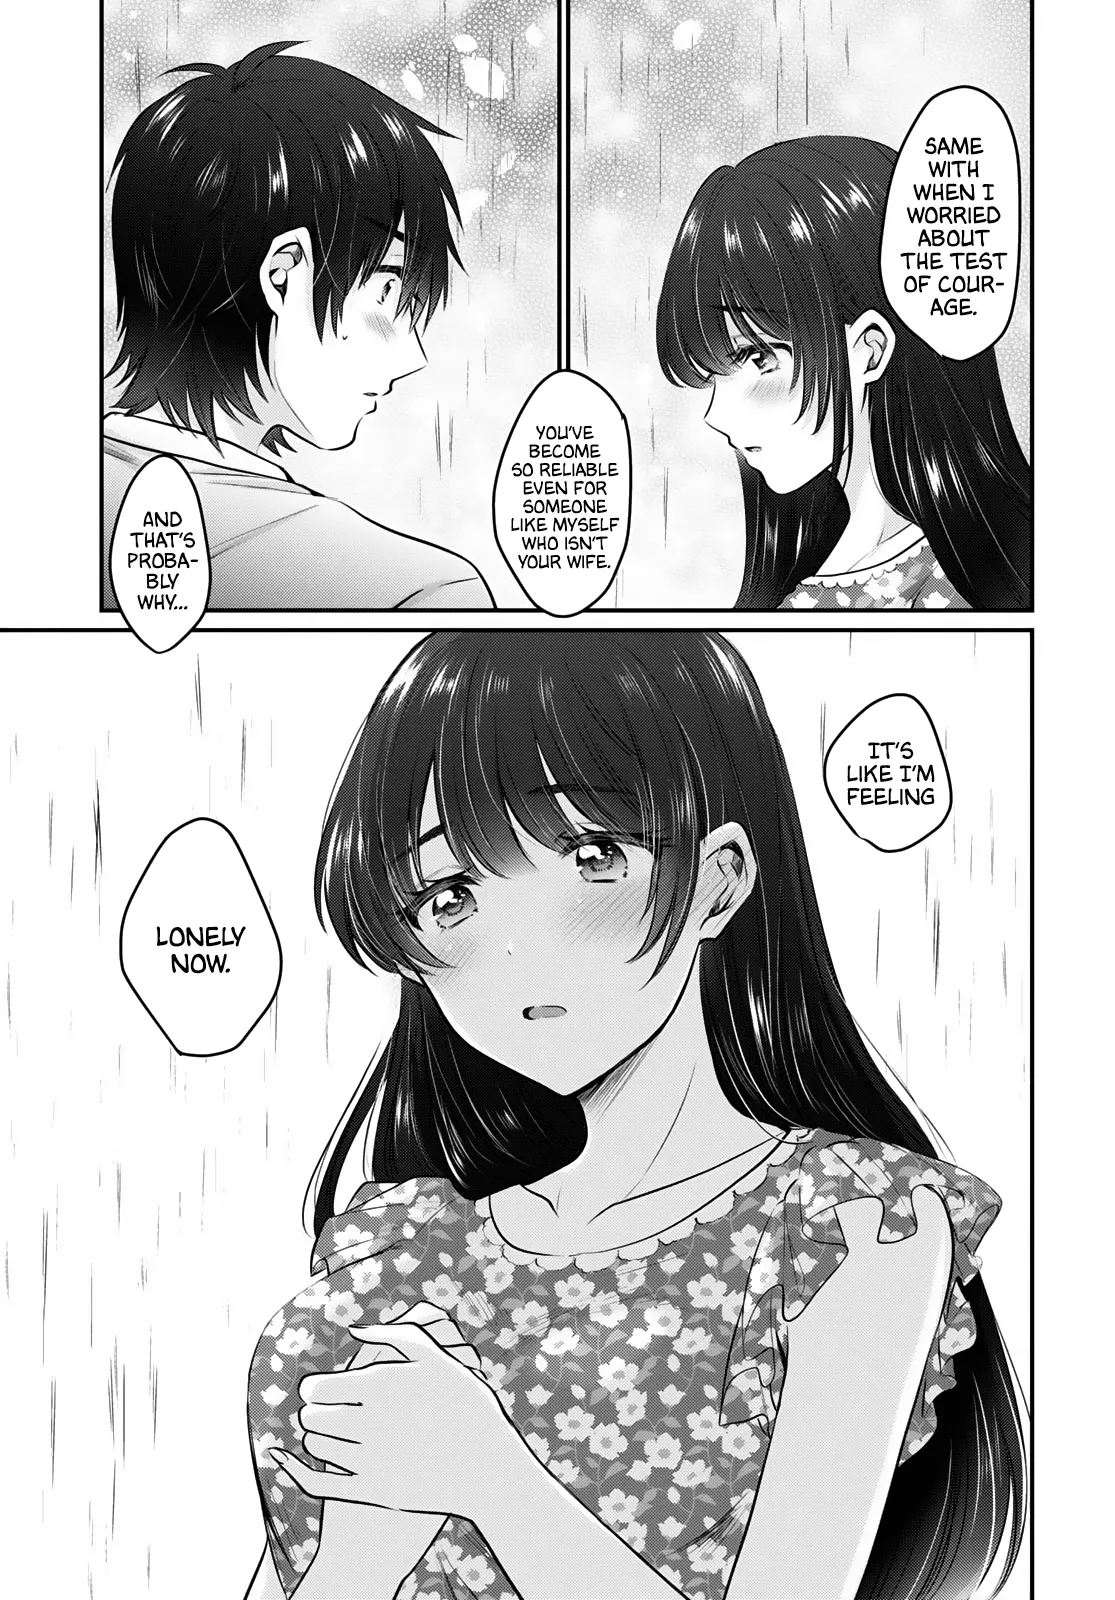 SAME
WITH
WHEN I
WORRIED
ABOUT
THE TEST
OF COUR-
AGE.
YOU'VE
BECOME
SO RELIABLE
EVEN FOR
SOMEONE
LIKE MYSELF
WHO ISN'T
YOUR WIFE.
AND
THAT'S
PROBA-
BLY
WHY...
IT'S
LIKE I'M
FEELING
LONELY
NOW.